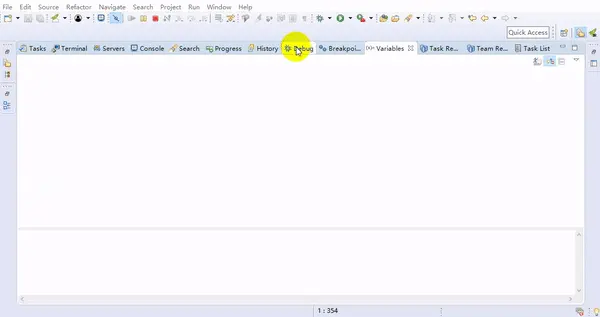 File Edit Source Refactor Navigate Search Project Run Window Help
Quick Access
Tasks Terminal Servers Console Search Progress History Debug Breakpoi... (x)= Variables Task Re... Team Re... Task List
1 : 354